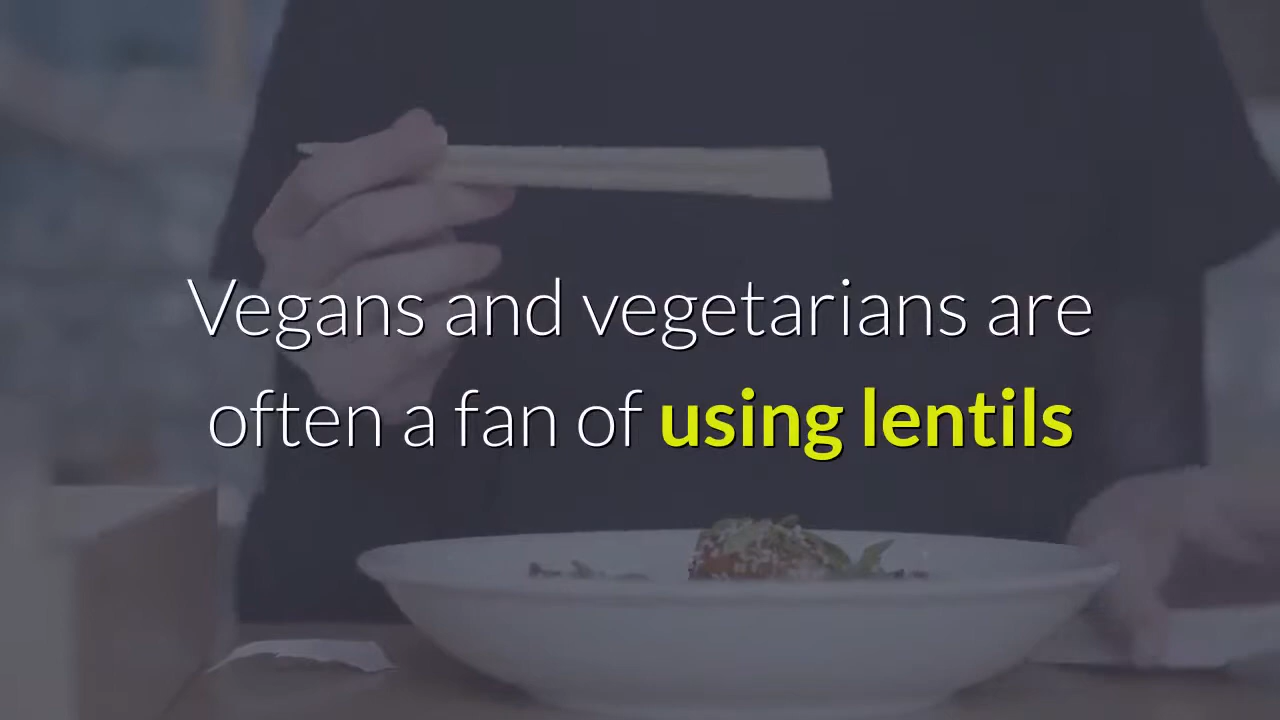 Vegans and vegetarians are
often a fan of using lentils